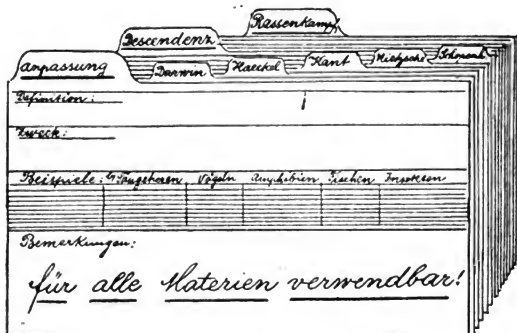 Rassenkampf
Descendenz
Anpassung
Darwin Haeckel Kant Nietzsche Schopenh
Definition:
Zweck:
Beispiele: b/ Säugetieren Vögeln Amphibien Fischen Insekten
Bemerkungen:
für alle Materien verwendbar!